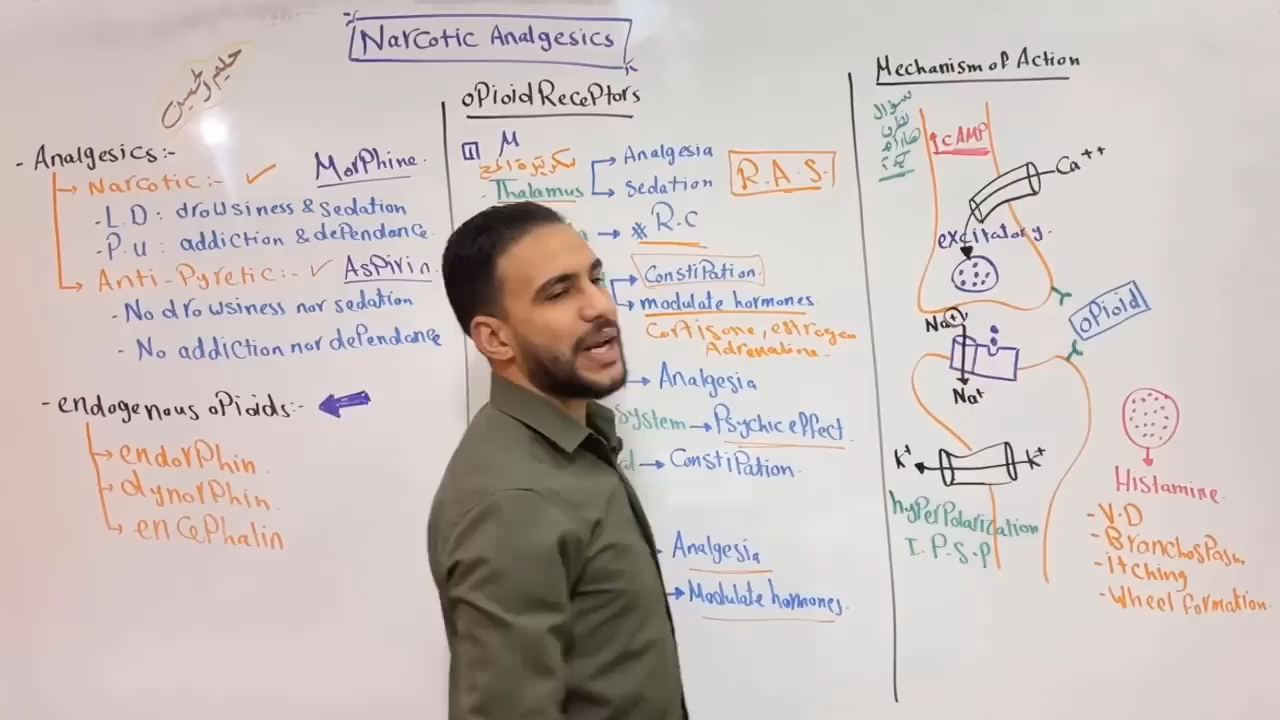 Narcotic Analgesics
- Analgesics:-
Narcotic:- ✓ Morphine.
- L.D: drowsiness & Sedation
- P.u: addiction & dependance.
Anti-Pyretic:- ✓ Aspirin.
- No drowsiness nor sedation
- No addiction nor dependance
- endogenous opioids:-
endorphin.
dynorphin.
encephalin
opioid Receptors
1 M
- Thalamus
Analgesia
Sedation
R.A.S.
* R.C
Constipation.
modulate hormones.
Cortisone, estrogen
Adrenaline.
Analgesia
System → Psychic effect
Constipation.
Analgesia
Modulate hormones.
Mechanism of Action
سؤال
cAMP
Ca++
excitatory.
opioid
Na+
Na+
K+
K+
hyperPolarization
I.P.S.P
Histamine.
- V.D
- Branchospasm,
- itching
- Wheel formation.